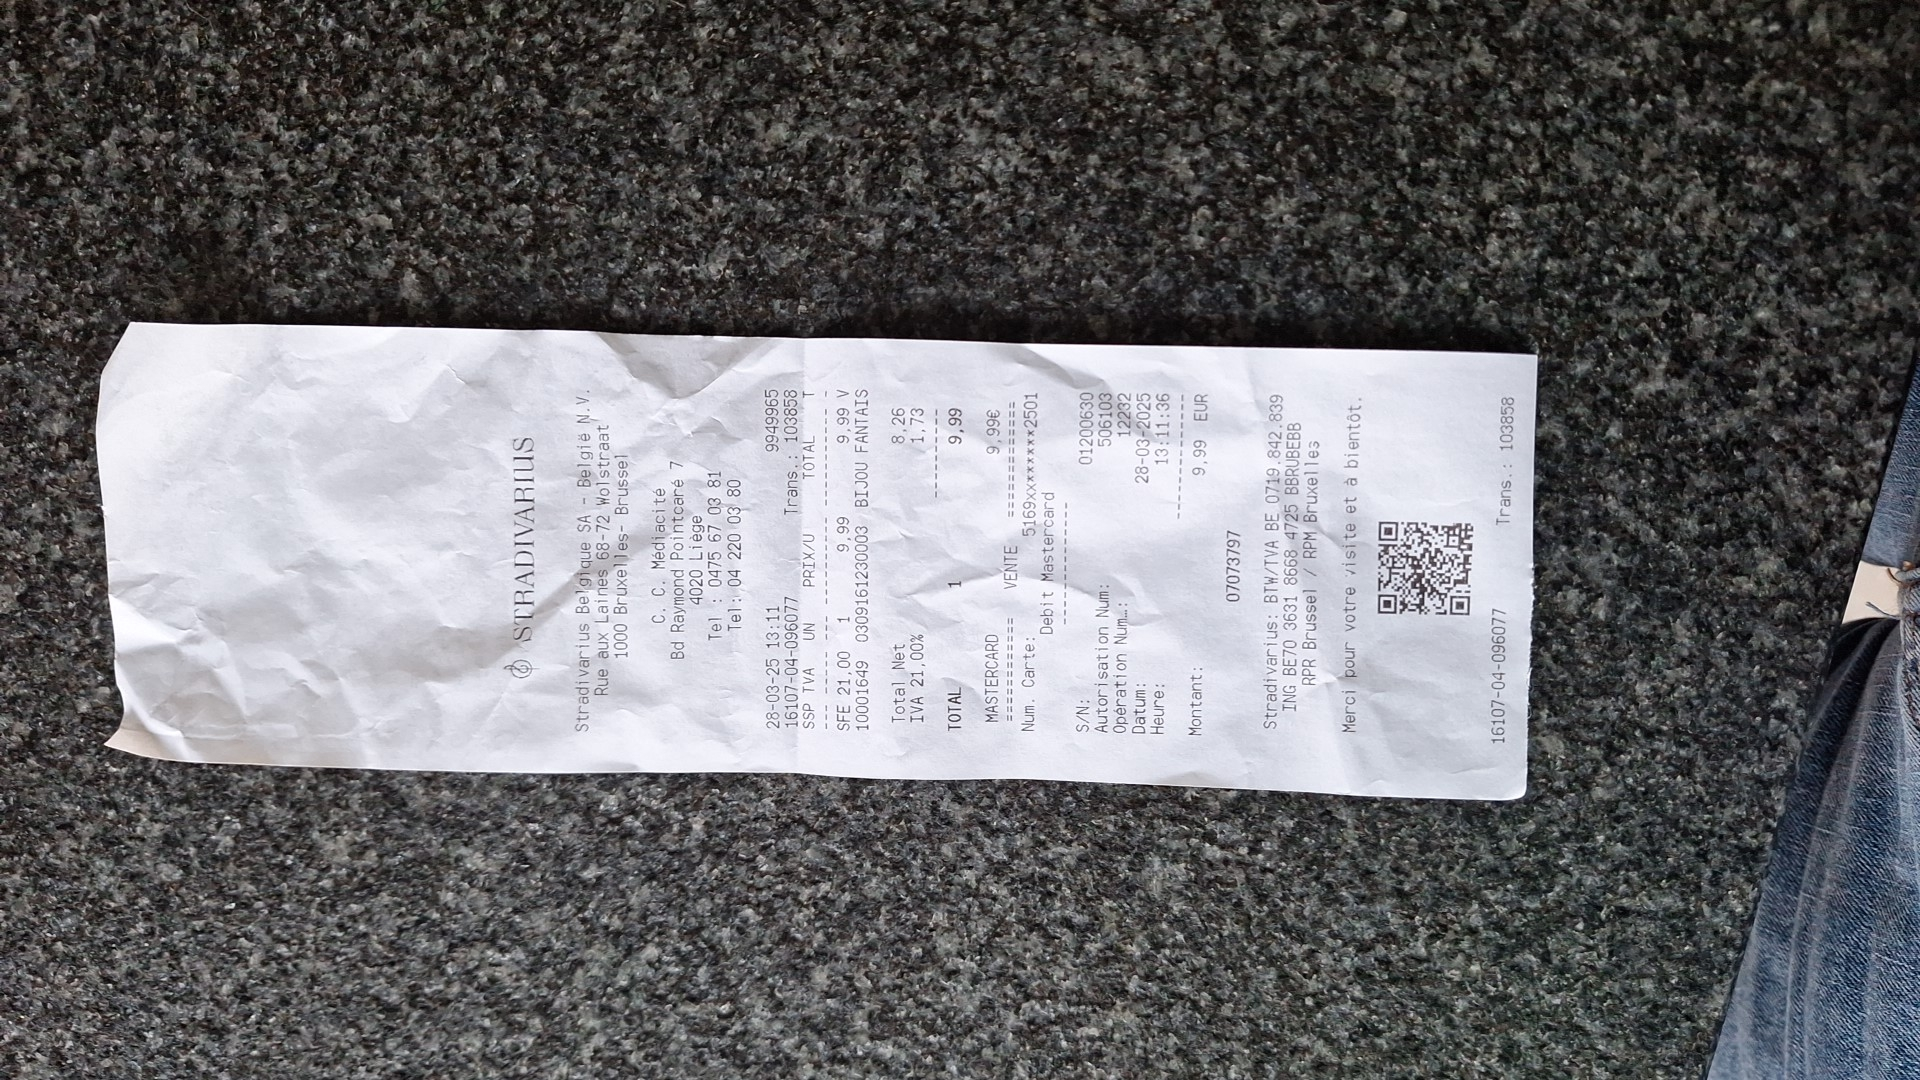 STRADIVARIUS
Stradivarius Belgique SA - België N.V.
Rue aux Laines 68-72 Wolstraat
1000 Bruxelles- Brussel
C. C. Médiacité
Bd Raymond Pointcaré 7
4020 Liège
Tel : 0475 67 03 81
Tel : 04 220 03 80
28-03-25 13:11 9949965
16107-04-096077 Trans.: 103858
SSP TVA UN PRIX/U TOTAL T
SFE 21,00 1 9,99 9,99 V
10001649 0309161230003 BIJOU FANTAIS
Total Net 8,26
IVA 21,00% 1,73
TOTAL 1 9,99
MASTERCARD 9,99€
========== VENTE ==========
Num. Carte: 5169xx**********2501
Debit Mastercard
S/N: 01200630
Autorisation Num: 506103
Opération Num…: 12232
Datum: 28-03-2025
Heure: 13:11:36
Montant: 9,99 EUR
07073797
Stradivarius: BTW/TVA BE 0719.842.839
ING BE70 3631 8668 4725 BBRUBEBB
RPR Brussel / RPM Bruxelles
Merci pour votre visite et à bientôt.
16107-04-096077 Trans.: 103858